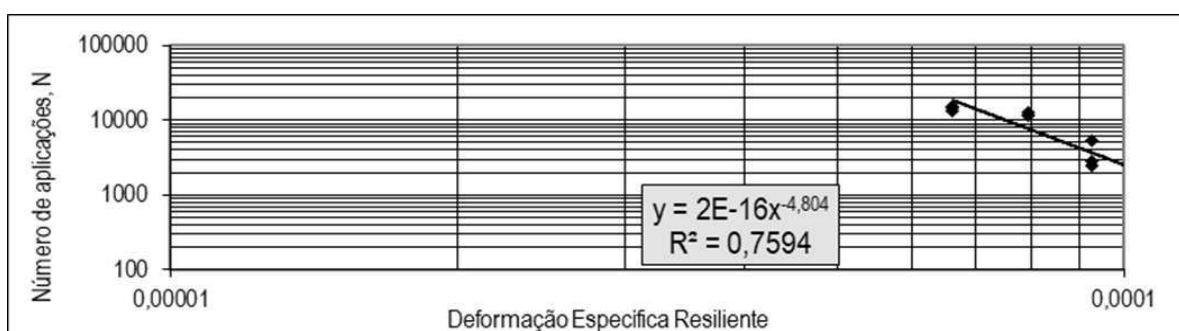 100000
10000
1000
100
Número de aplicações, N
y = 2E-16x^-4,804
R² = 0,7594
0,00001
0,0001
Deformação Específica Resiliente